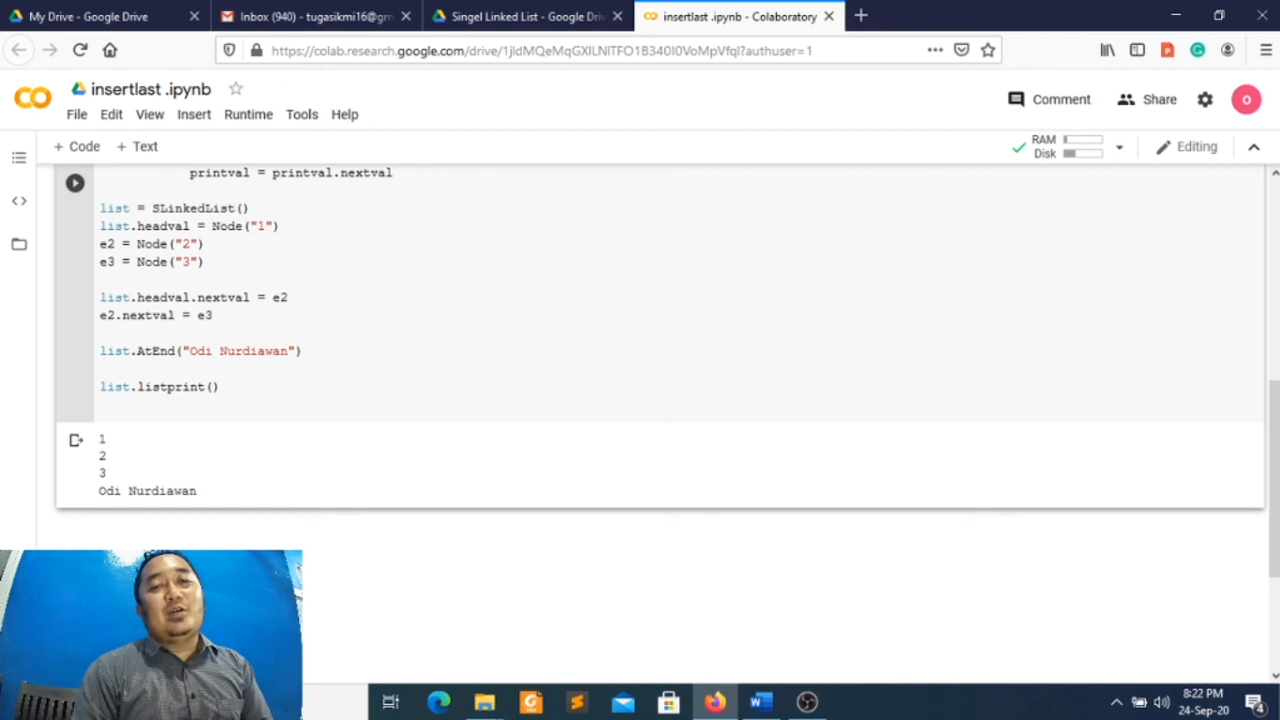 My Drive - Google Drive
Inbox (940) - tugasikmi16@gm
Singel Linked List - Google Driv
insertlast .ipynb - Colaboratory
https://colab.research.google.com/drive/1jldMQeMqGXILNlTFO1B340I0VoMpVfqI?authuser=1
insertlast .ipynb
Comment
Share
O
File Edit View Insert Runtime Tools Help
+ Code + Text
RAM
Disk
Editing
printval = printval.nextval
list = SLinkedList()
list.headval = Node("1")
e2 = Node("2")
e3 = Node("3")
list.headval.nextval = e2
e2.nextval = e3
list.AtEnd("Odi Nurdiawan")
list.listprint()
1
2
3
Odi Nurdiawan
8:22 PM
24-Sep-20
4